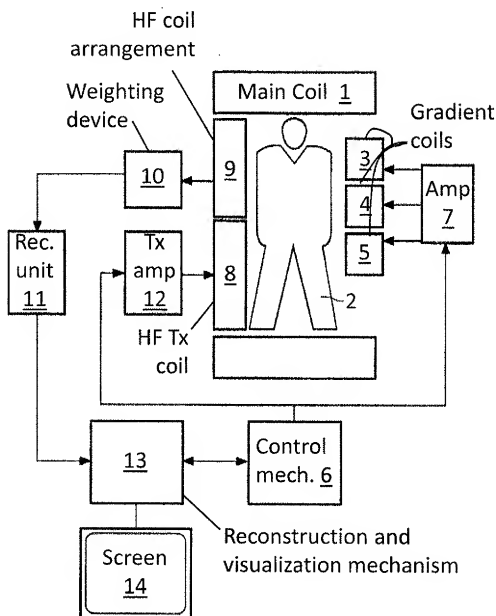 HF coil
arrangement
Weighting
device
Main Coil 1
Gradient
coils
10
9
3
4
5
Amp
7
Rec.
unit
11
Tx
amp
12
8
2
HF Tx
coil
13
Control
mech. 6
Reconstruction and
visualization mechanism
Screen
14